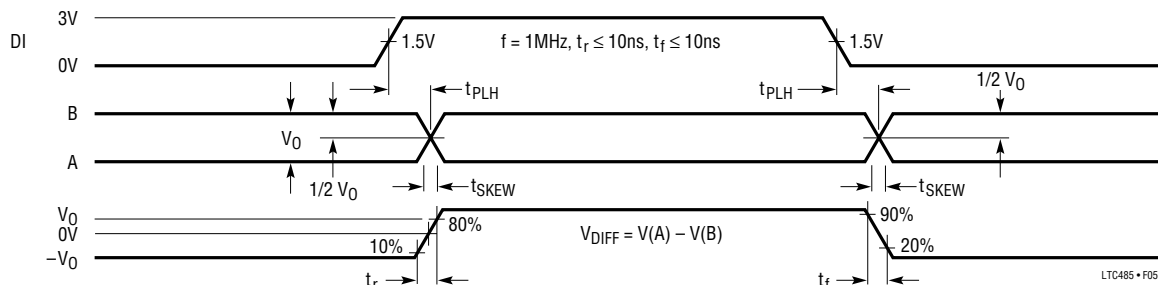 3V
DI
1.5V
f = 1MHz, tr ≤ 10ns, tf ≤ 10ns
1.5V
0V
tPLH
tPLH
1/2 VO
B
VO
A
1/2 VO
tSKEW
tSKEW
VO
80%
90%
0V
VDIFF = V(A) – V(B)
10%
20%
–VO
tr
tf
LTC485 • F05